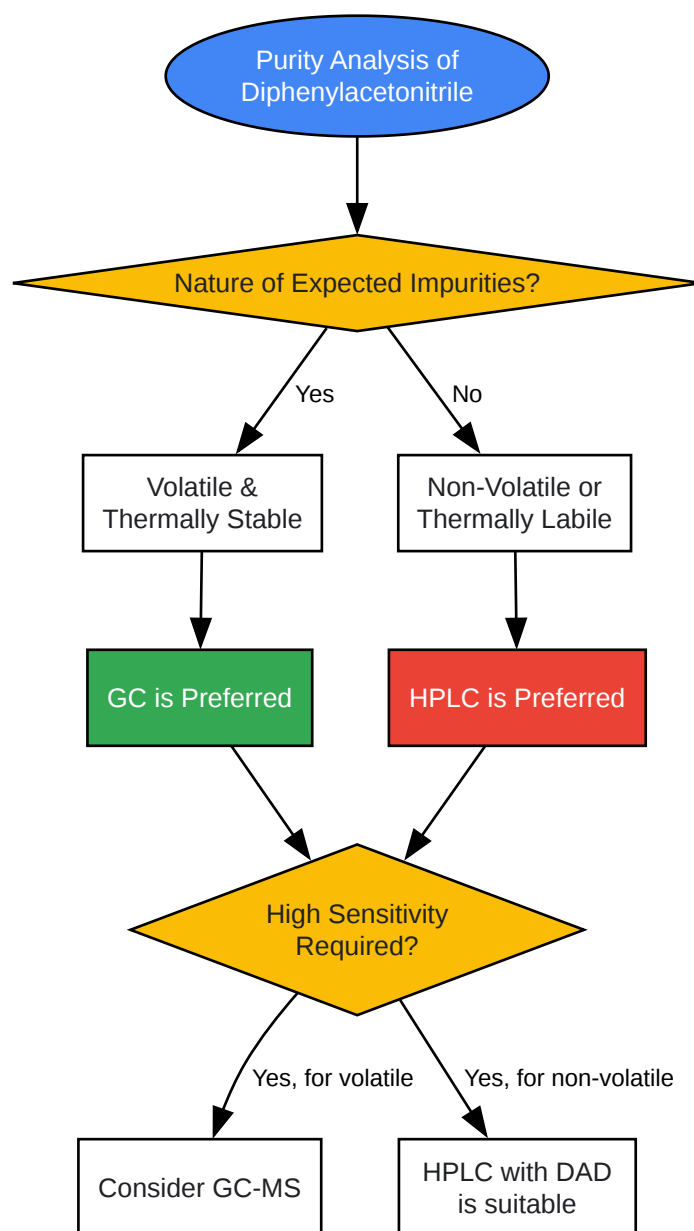 Purity Analysis of
Diphenylacetonitrile
Nature of Expected Impurities?
Yes
No
Volatile &
Thermally Stable
Non-Volatile or
Thermally Labile
GC is Preferred
HPLC is Preferred
High Sensitivity
Required?
Yes, for volatile
Yes, for non-volatile
Consider GC-MS
HPLC with DAD
is suitable